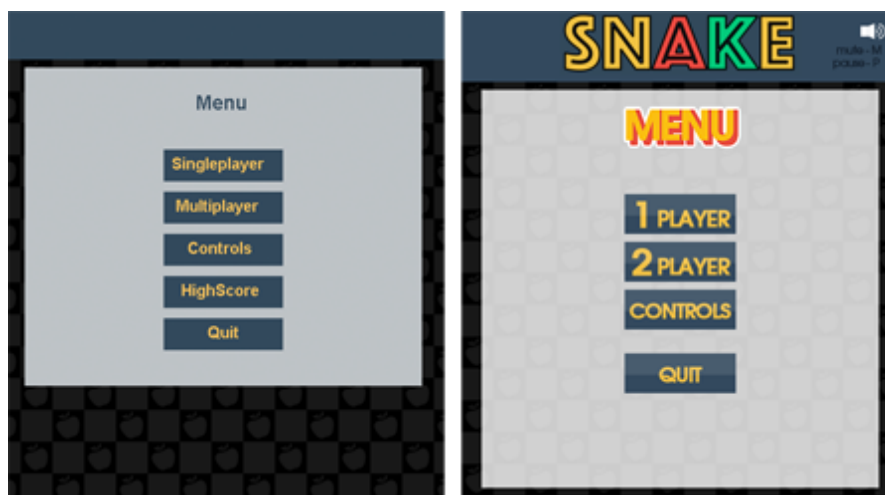 Menu
Singleplayer
Multiplayer
Controls
HighScore
Quit
SNAKE
mute - M
pause - P
MENU
1 PLAYER
2 PLAYER
CONTROLS
QUIT